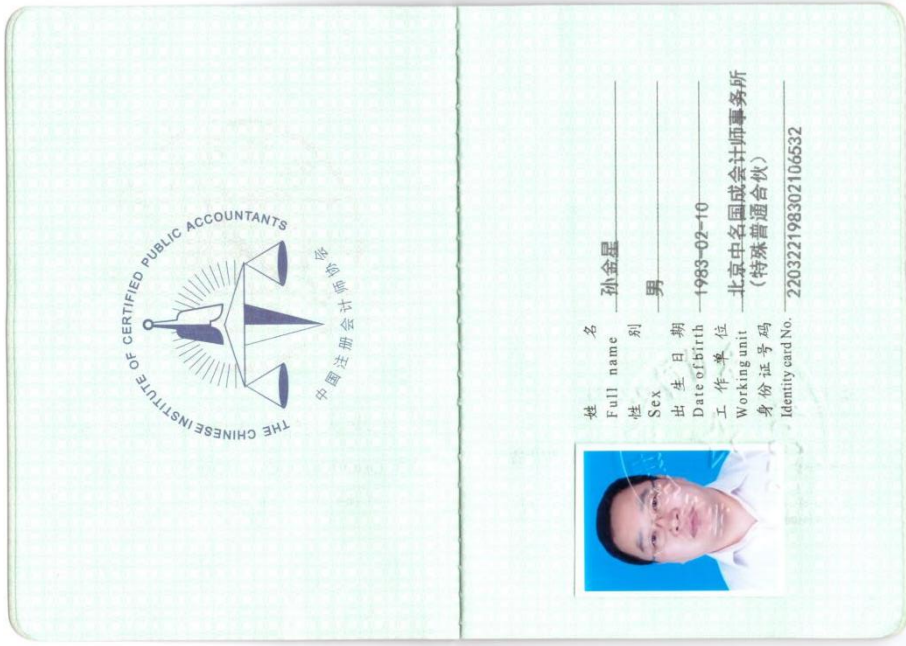 THE CHINESE INSTITUTE OF CERTIFIED PUBLIC ACCOUNTANTS
中国注册会计师协会
姓 名 孙金星
Full name
性 别 男
Sex
出 生 日 期 1983-02-10
Date of birth
工 作 单 位 北京中名国成会计师事务所
Working unit (特殊普通合伙)
身份证号码 220322198302106532
Identity card No.